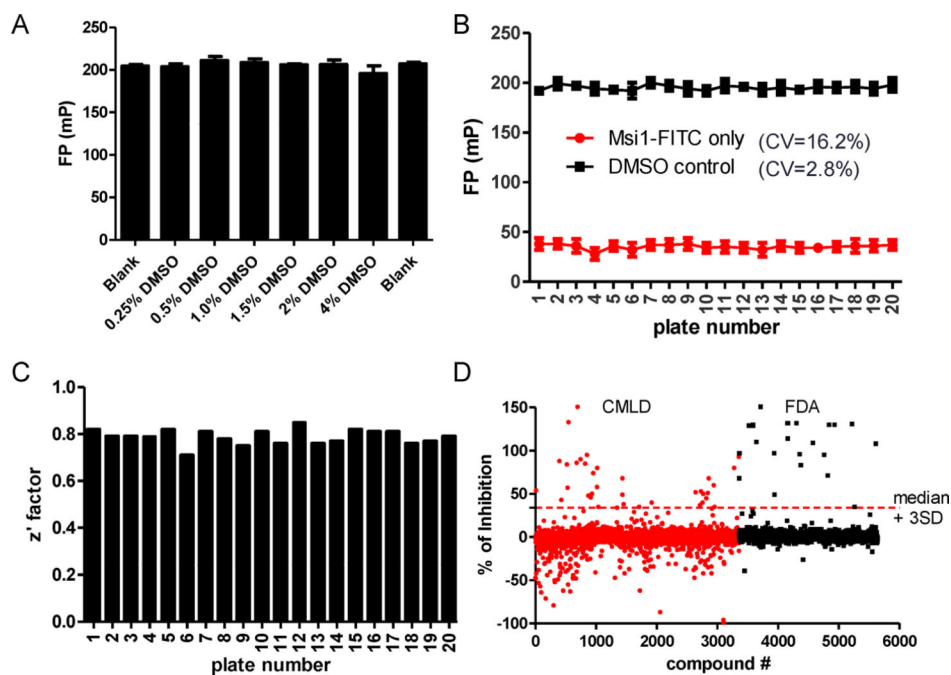 A
FP (mP)
250
200
150
100
50
0
Blank
0.25% DMSO
0.5% DMSO
1.0% DMSO
1.5% DMSO
2% DMSO
4% DMSO
Blank
B
FP (mP)
250
200
150
100
50
0
Msi1-FITC only (CV=16.2%)
DMSO control (CV=2.8%)
1 2 3 4 5 6 7 8 9 10 11 12 13 14 15 16 17 18 19 20
plate number
C
z' factor
1.0
0.8
0.6
0.4
0.2
0.0
1 2 3 4 5 6 7 8 9 10 11 12 13 14 15 16 17 18 19 20
plate number
D
% of Inhibition
150
100
50
0
-50
-100
CMLD
FDA
median
+ 3SD
0 1000 2000 3000 4000 5000 6000
compound #